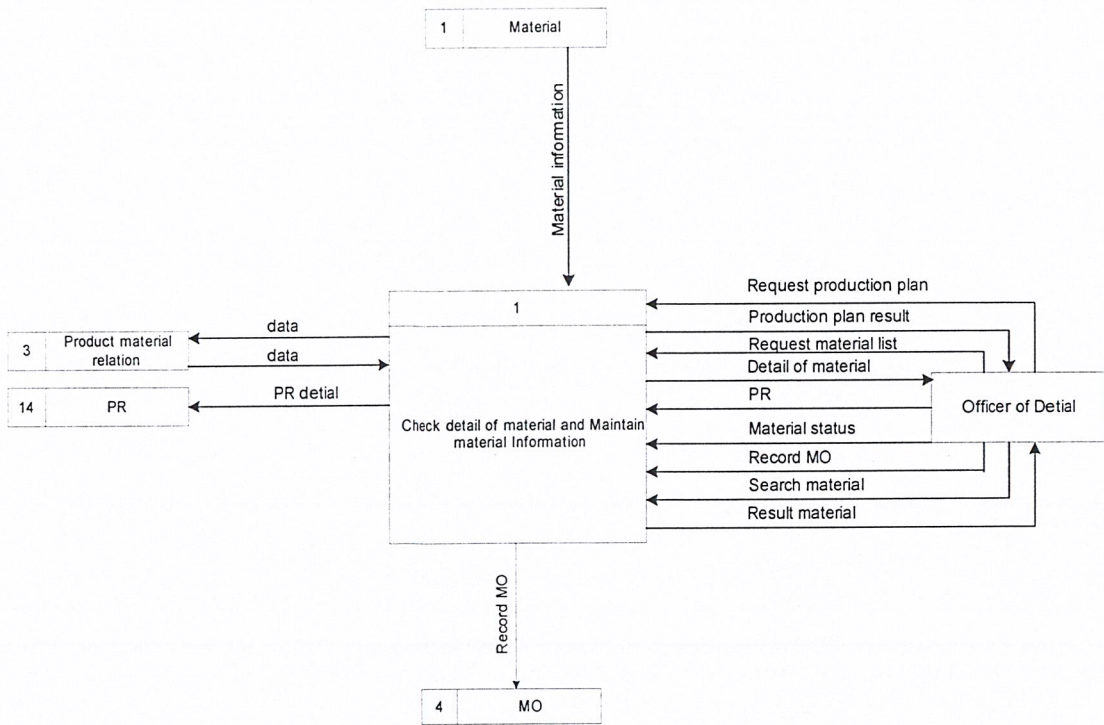 1 Material
Material information
1
Request production plan
Production plan result
Request material list
Detail of material
PR
Material status
Record MO
Search material
Result material
data
data
PR detial
3 Product material
relation
14 PR
Check detail of material and Maintain
material Information
Officer of Detial
Record MO
4 MO